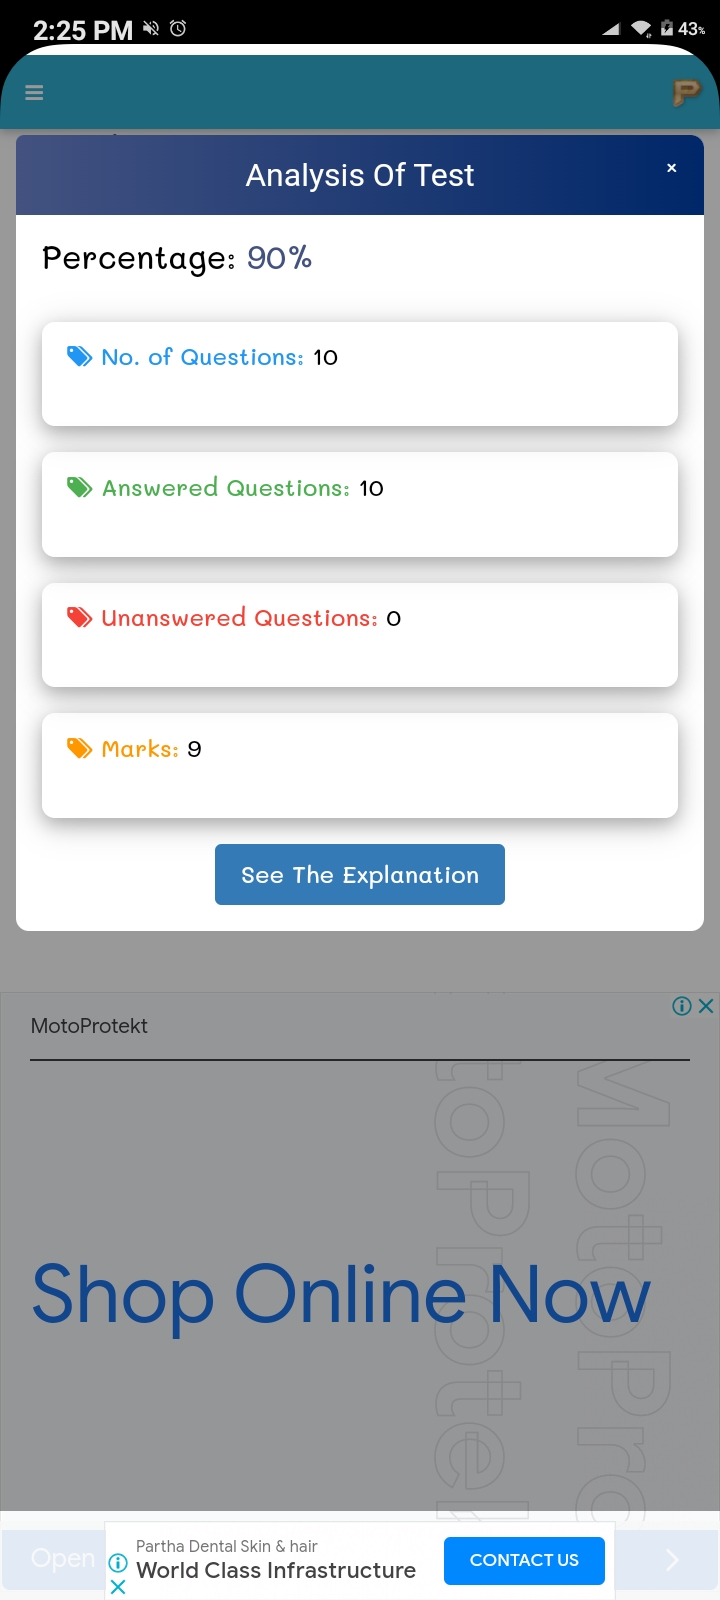 2:25 PM
43%
P
Analysis Of Test
×
Percentage: 90%
No. of Questions: 10
Answered Questions: 10
Unanswered Questions: 0
Marks: 9
See The Explanation
MotoProtekt
MotoPro
toProtek
Shop Online Now
Open
Partha Dental Skin & hair
World Class Infrastructure
CONTACT US